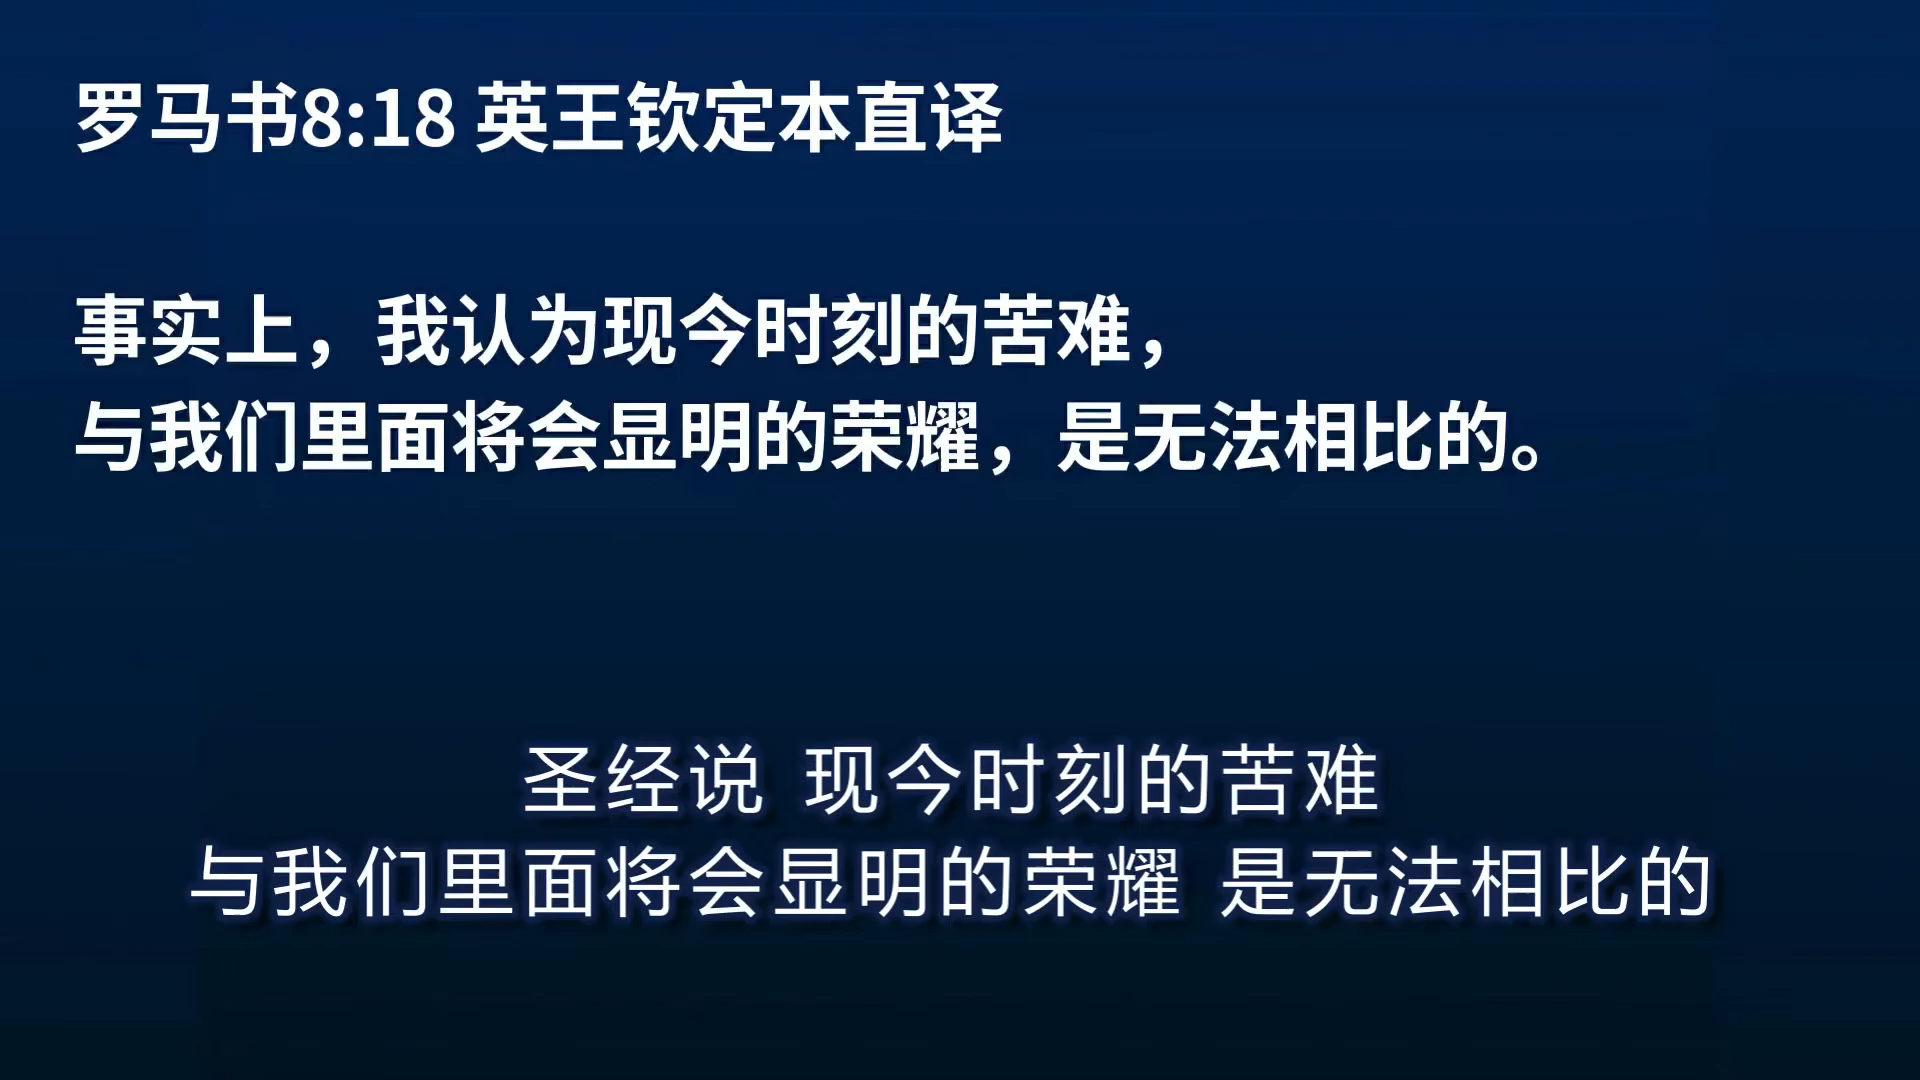 罗马书8:18 英王钦定本直译
事实上，我认为现今时刻的苦难，
与我们里面将会显明的荣耀，是无法相比的。
圣经说 现今时刻的苦难
与我们里面将会显明的荣耀 是无法相比的